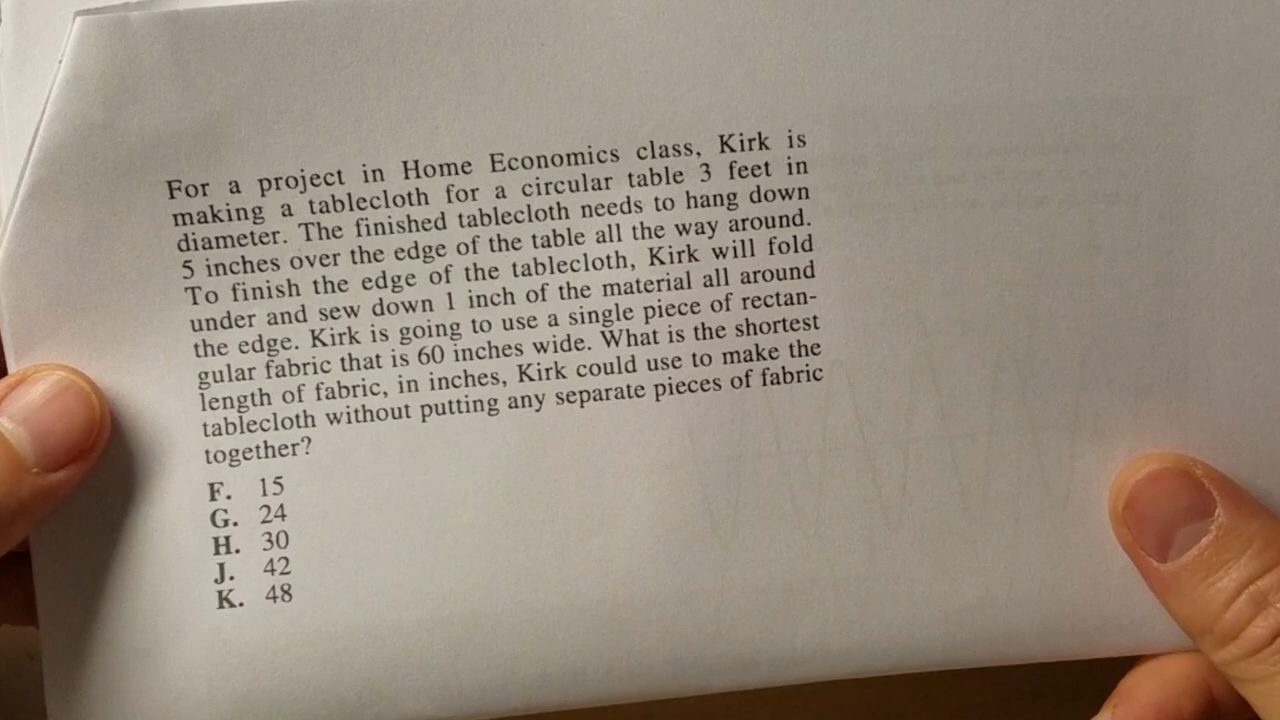 For a project in Home Economics class, Kirk is
making a tablecloth for a circular table 3 feet in
diameter. The finished tablecloth needs to hang down
5 inches over the edge of the table all the way around.
To finish the edge of the tablecloth, Kirk will fold
under and sew down 1 inch of the material all around
the edge. Kirk is going to use a single piece of rectan-
gular fabric that is 60 inches wide. What is the shortest
length of fabric, in inches, Kirk could use to make the
tablecloth without putting any separate pieces of fabric
together?
F. 15
G. 24
H. 30
J. 42
K. 48